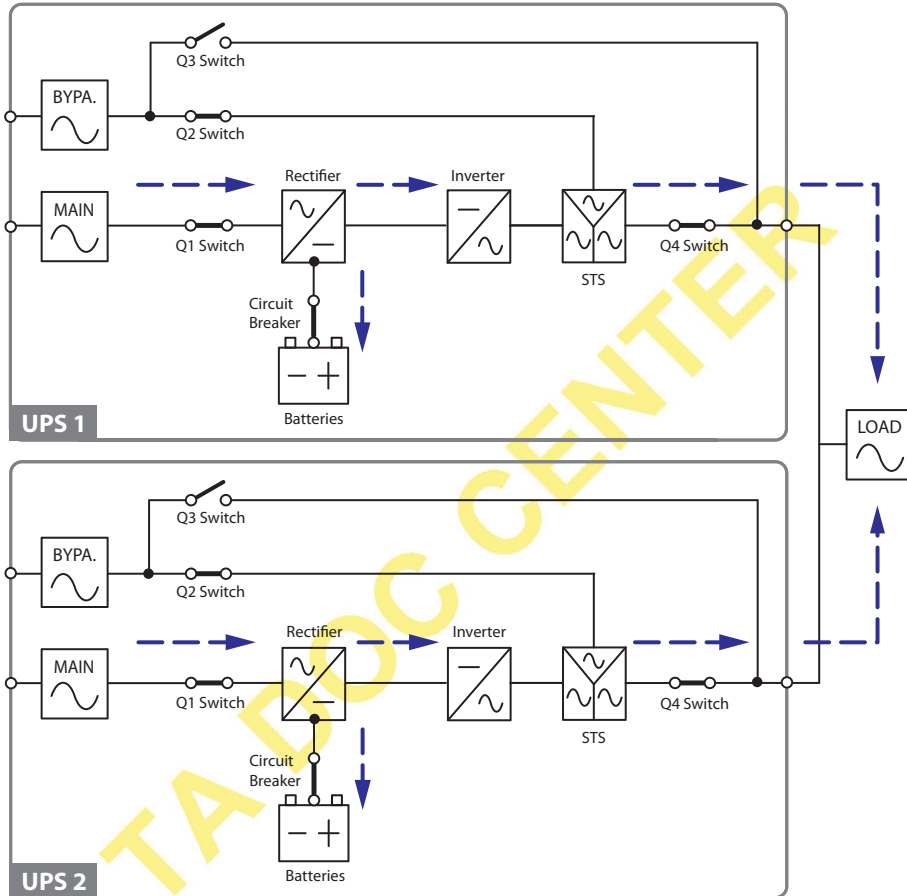 Q3 Switch
BYPA.
Q2 Switch
Rectifier
Inverter
MAIN
Q1 Switch
Q4 Switch
STS
Circuit
Breaker
Batteries
UPS 1
LOAD
Q3 Switch
BYPA.
Q2 Switch
Rectifier
Inverter
MAIN
Q1 Switch
Q4 Switch
STS
Circuit
Breaker
Batteries
UPS 2
TADOC CENTER